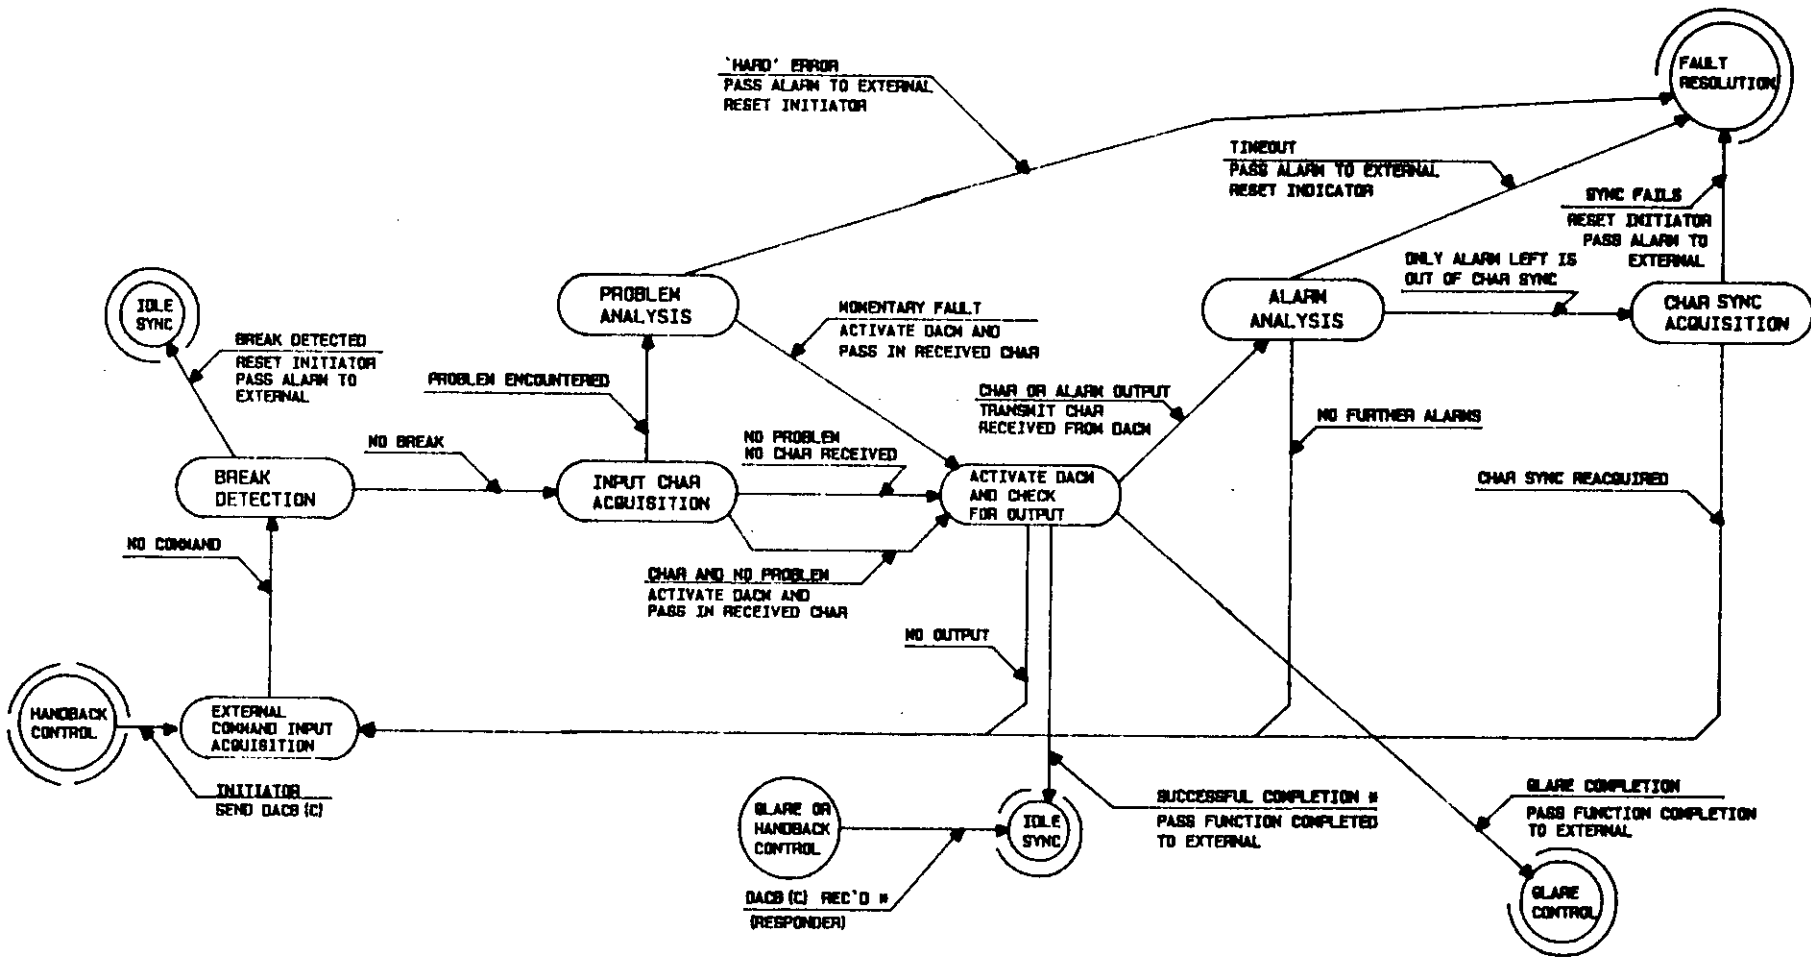 'HARD' ERROR
PASS ALARM TO EXTERNAL
RESET INITIATOR
FAULT
RESOLUTION
TIMEOUT
PASS ALARM TO EXTERNAL
RESET INDICATOR
SYNC FAILS
RESET INITIATOR
PASS ALARM TO
EXTERNAL
ONLY ALARM LEFT IS
OUT OF CHAR SYNC
IDLE
SYNC
PROBLEM
ANALYSIS
ALARM
ANALYSIS
CHAR SYNC
ACQUISITION
MOMENTARY FAULT
ACTIVATE DACM AND
PASS IN RECEIVED CHAR
BREAK DETECTED
RESET INITIATOR
PASS ALARM TO
EXTERNAL
PROBLEM ENCOUNTERED
CHAR OR ALARM OUTPUT
TRANSMIT CHAR
RECEIVED FROM DACM
NO FURTHER ALARMS
NO BREAK
NO PROBLEM
NO CHAR RECEIVED
BREAK
DETECTION
INPUT CHAR
ACQUISITION
ACTIVATE DACM
AND CHECK
FOR OUTPUT
CHAR SYNC REACQUIRED
NO COMMAND
CHAR AND NO PROBLEM
ACTIVATE DACM AND
PASS IN RECEIVED CHAR
NO OUTPUT
HANDBACK
CONTROL
EXTERNAL
COMMAND INPUT
ACQUISITION
INITIATOR
SEND DACB (C)
GLARE OR
HANDBACK
CONTROL
IDLE
SYNC
SUCCESSFUL COMPLETION *
PASS FUNCTION COMPLETED
TO EXTERNAL
GLARE COMPLETION
PASS FUNCTION COMPLETION
TO EXTERNAL
DACB (C) REC'D *
(RESPONDER)
GLARE
CONTROL